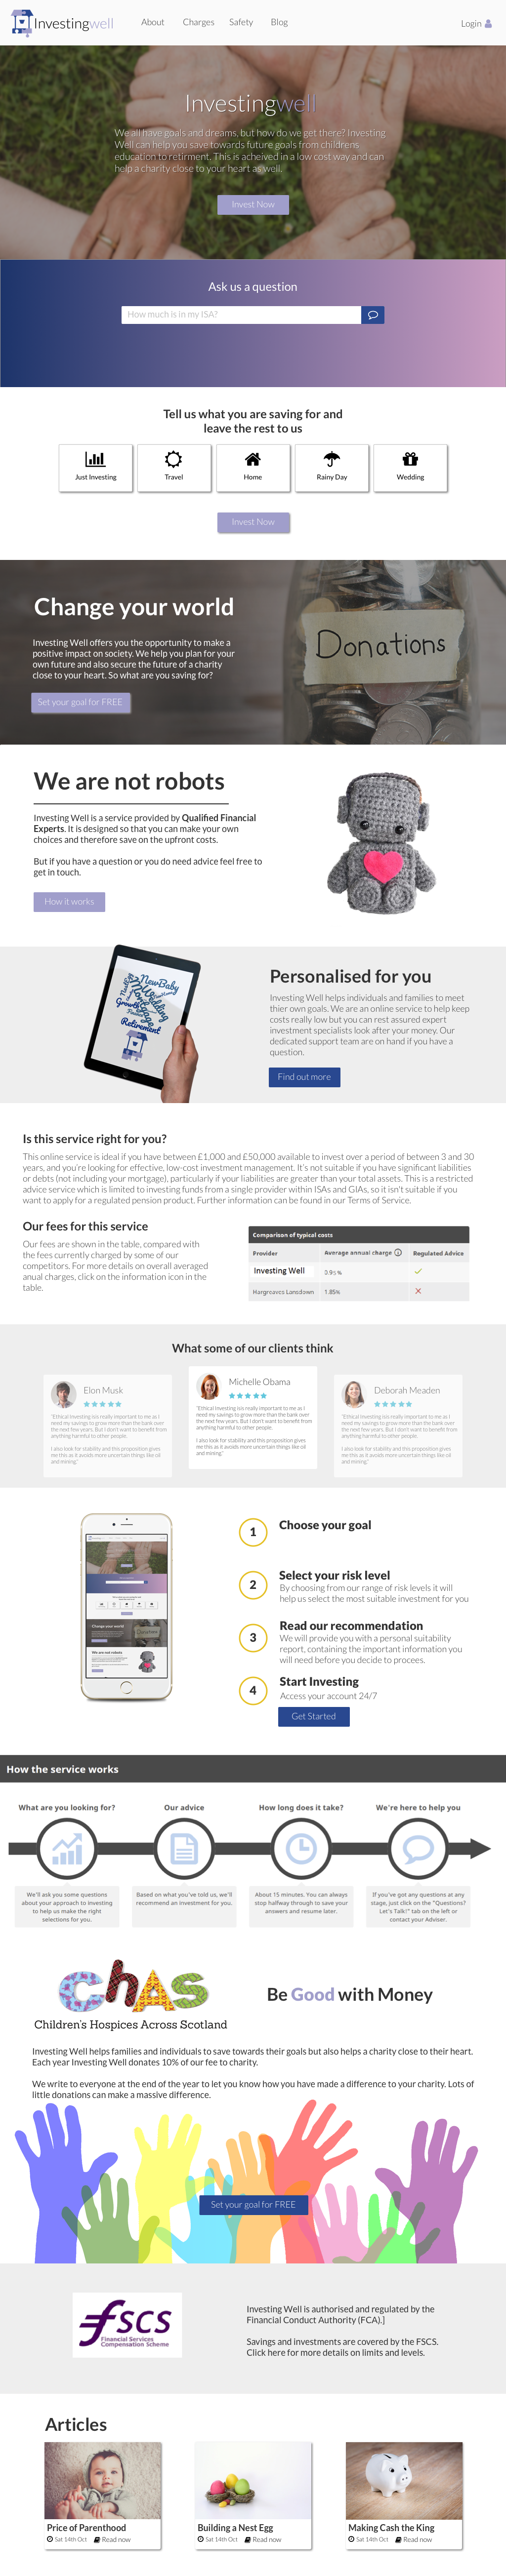 Investingwell
About Charges Safety Blog
Login
Investingwell
We all have goals and dreams, but how do we get there? Investing
Well can help you save towards future goals from childrens
education to retirment. This is acheived in a low cost way and can
help a charity close to your heart as well.
Invest Now
Ask us a question
How much is in my ISA?
Tell us what you are saving for and
leave the rest to us
Just Investing Travel Home Rainy Day Wedding
Invest Now
Change your world
Investing Well offers you the opportunity to make a
positive impact on society. We help you plan for your
own future and also secure the future of a charity
close to your heart. So what are you saving for?
Set your goal for FREE
Donations
We are not robots
Investing Well is a service provided by Qualified Financial
Experts. It is designed so that you can make your own
choices and therefore save on the upfront costs.
But if you have a question or you do need advice feel free to
get in touch.
How it works
NewBaby
Investing
Retirement
Personalised for you
Investing Well helps individuals and families to meet
thier own goals. We are an online service to help keep
costs really low but you can rest assured expert
investment specialists look after your money. Our
dedicated support team are on hand if you have a
question.
Find out more
Is this service right for you?
This online service is ideal if you have between £1,000 and £50,000 available to invest over a period of between 3 and 30
years, and you're looking for effective, low-cost investment management. It's not suitable if you have significant liabilities
or debts (not including your mortgage), particularly if your liabilities are greater than your total assets. This is a restricted
advice service which is limited to investing funds from a single provider within ISAs and GIAs, so it isn't suitable if you
want to apply for a regulated pension product. Further information can be found in our Terms of Service.
Our fees for this service
Our fees are shown in the table, compared with
the fees currently charged by some of our
competitors. For more details on overall averaged
anual charges, click on the information icon in the
table.
Comparison of typical costs
Provider Average annual charge Regulated Advice
Investing Well 0.95%
Hargreaves Lansdown 1.85%
What some of our clients think
Elon Musk
"Ethical Investing isis really important to me as I
need my savings to grow more than the bank over
the next few years. But I don't want to benefit from
anything harmful to other people.
I also look for stability and this proposition gives
me this as it avoids more uncertain things like oil
and mining."
Michelle Obama
"Ethical Investing isis really important to me as I
need my savings to grow more than the bank over
the next few years. But I don't want to benefit from
anything harmful to other people.
I also look for stability and this proposition gives
me this as it avoids more uncertain things like oil
and mining."
Deborah Meaden
"Ethical Investing isis really important to me as I
need my savings to grow more than the bank over
the next few years. But I don't want to benefit from
anything harmful to other people.
I also look for stability and this proposition gives
me this as it avoids more uncertain things like oil
and mining."
Change your world
We are not robots
1 Choose your goal
2 Select your risk level
By choosing from our range of risk levels it will
help us select the most suitable investment for you
3 Read our recommendation
We will provide you with a personal suitability
report, containing the important information you
will need before you decide to procees.
4 Start Investing
Access your account 24/7
Get Started
How the service works
What are you looking for? Our advice How long does it take? We're here to help you
We'll ask you some questions
about your approach to investing
to help us make the right
selections for you.
Based on what you've told us, we'll
recommend an investment for you.
About 15 minutes. You can always
stop halfway through to save your
answers and resume later.
If you've got any questions at any
stage, just click on the "Questions?
Let's Talk!" tab on the left or
contact your Adviser.
CHAS
Children's Hospices Across Scotland
Be Good with Money
Investing Well helps families and individuals to save towards their goals but also helps a charity close to their heart.
Each year Investing Well donates 10% of our fee to charity.
We write to everyone at the end of the year to let you know how you have made a difference to your charity. Lots of
little donations can make a massive difference.
Set your goal for FREE
fscs
Financial Services
Compensation Scheme
Investing Well is authorised and regulated by the
Financial Conduct Authority (FCA).]
Savings and investments are covered by the FSCS.
Click here for more details on limits and levels.
Articles
Price of Parenthood
Sat 14th Oct Read now
Building a Nest Egg
Sat 14th Oct Read now
Making Cash the King
Sat 14th Oct Read now